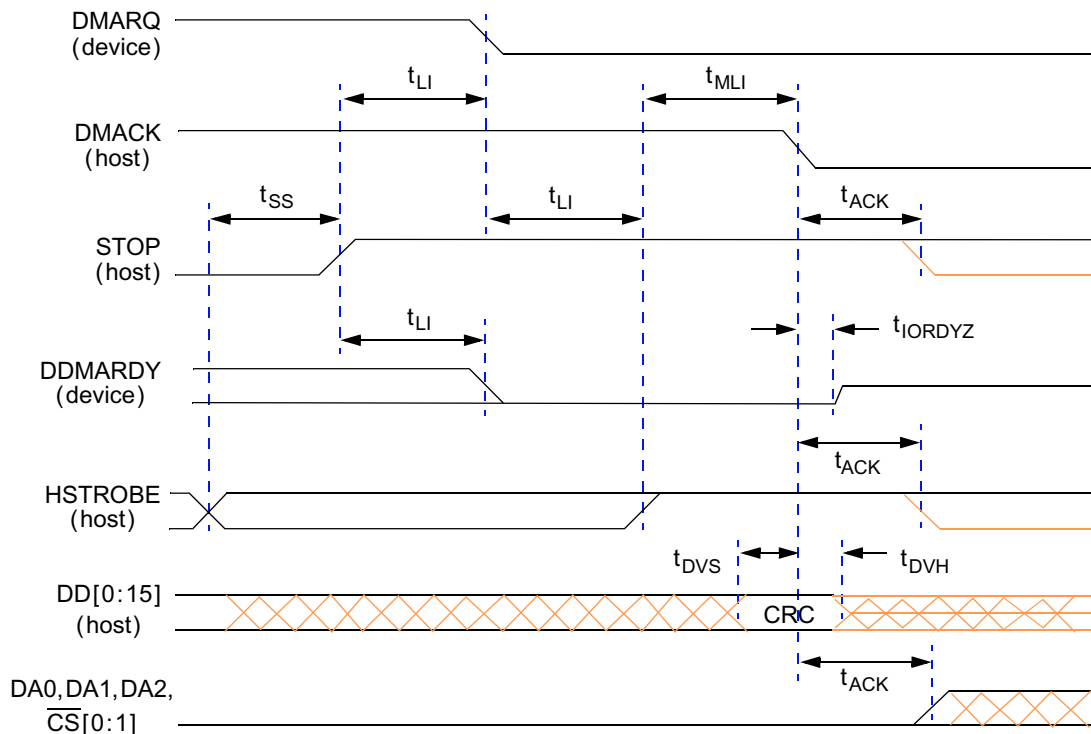 DMARQ
(device)
tLI
tMLI
DMACK
(host)
tSS
tLI
tACK
STOP
(host)
tLI
tIORDYZ
DDMARDY
(device)
tACK
HSTROBE
(host)
tDVS
tDVH
DD[0:15]
(host)
CRC
tACK
DA0,DA1,DA2,
C̅S̅[0:1]